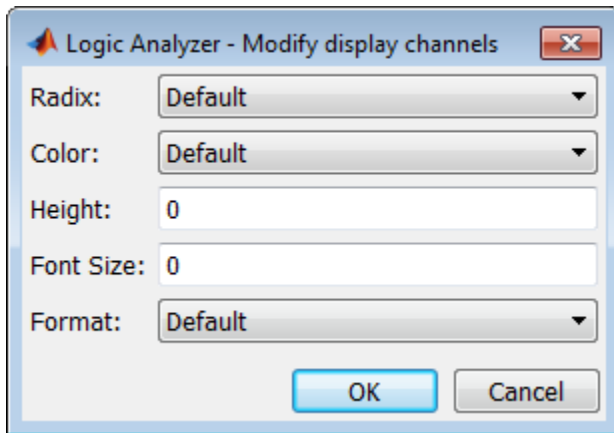 Logic Analyzer - Modify display channels
Radix: Default
Color: Default
Height: 0
Font Size: 0
Format: Default
OK Cancel